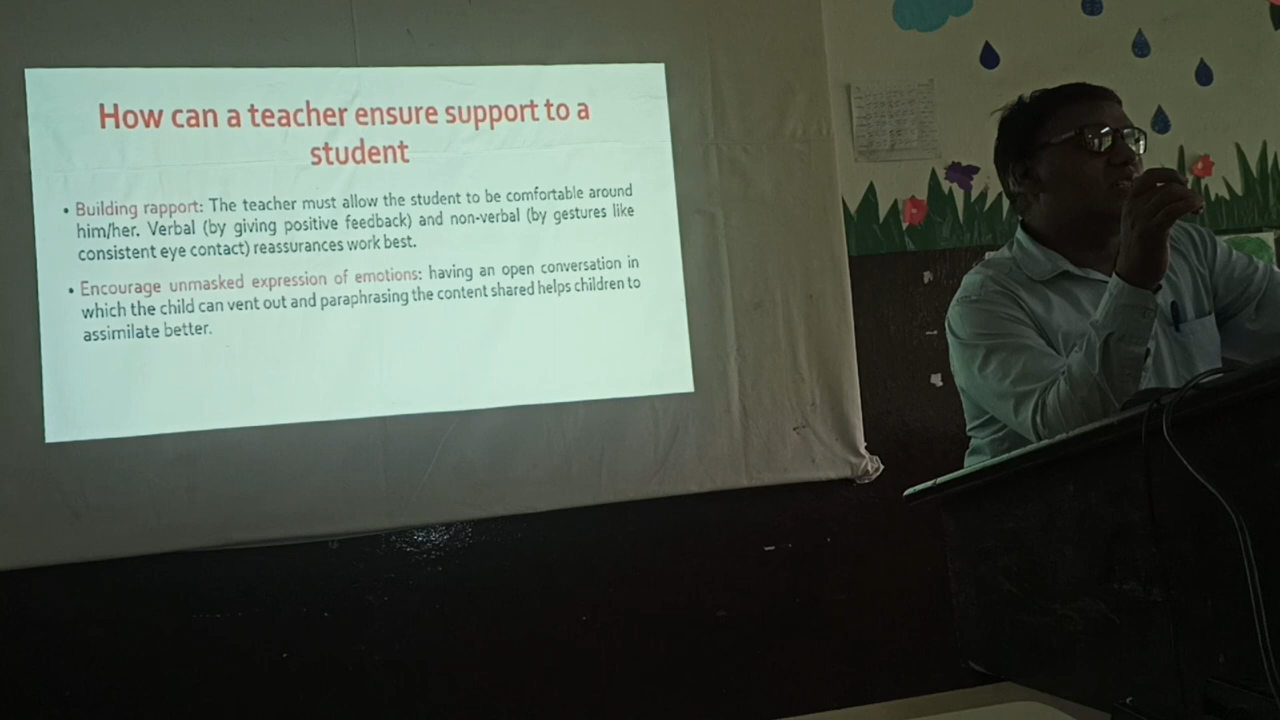 How can a teacher ensure support to a
student
• Building rapport: The teacher must allow the student to be comfortable around
him/her. Verbal (by giving positive feedback) and non-verbal (by gestures like
consistent eye contact) reassurances work best.
• Encourage unmasked expression of emotions: having an open conversation in
which the child can vent out and paraphrasing the content shared helps children to
assimilate better.